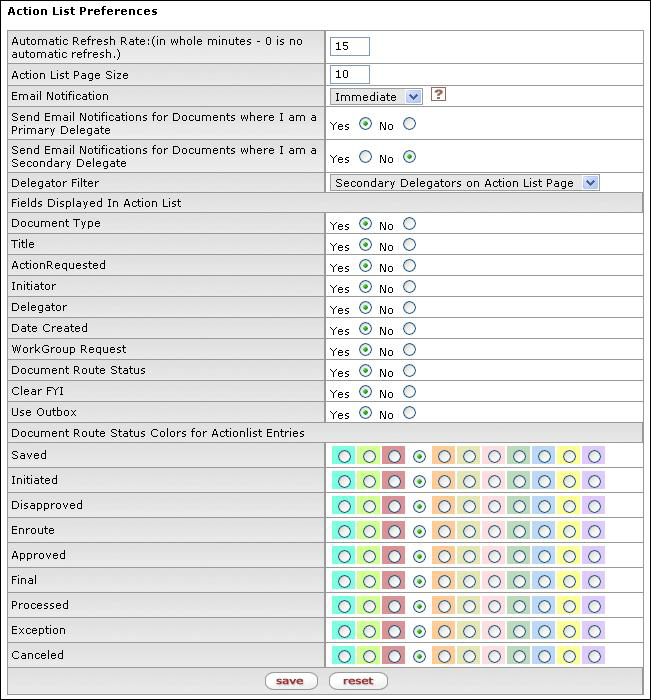 Action List Preferences
Automatic Refresh Rate:(in whole minutes - 0 is no
automatic refresh.)
15
Action List Page Size
10
Email Notification
Immediate ?
Send Email Notifications for Documents where I am a
Primary Delegate
Yes No
Send Email Notifications for Documents where I am a
Secondary Delegate
Yes No
Delegator Filter
Secondary Delegators on Action List Page
Fields Displayed In Action List
Document Type
Yes No
Title
Yes No
ActionRequested
Yes No
Initiator
Yes No
Delegator
Yes No
Date Created
Yes No
WorkGroup Request
Yes No
Document Route Status
Yes No
Clear FYI
Yes No
Use Outbox
Yes No
Document Route Status Colors for Actionlist Entries
Saved
Initiated
Disapproved
Enroute
Approved
Final
Processed
Exception
Canceled
save reset